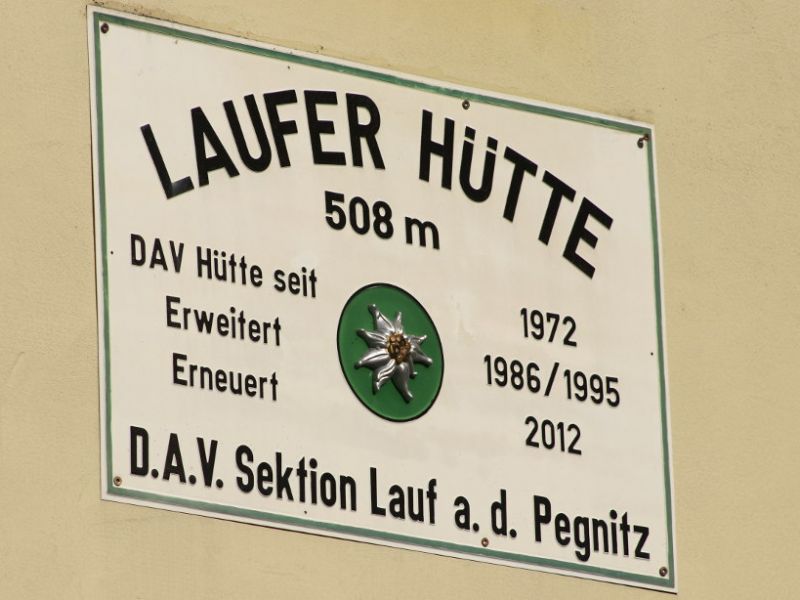 LAUFER HÜTTE
508 m
DAV Hütte seit 1972
Erweitert 1986/1995
Erneuert 2012
D.A.V. Sektion Lauf a. d. Pegnitz